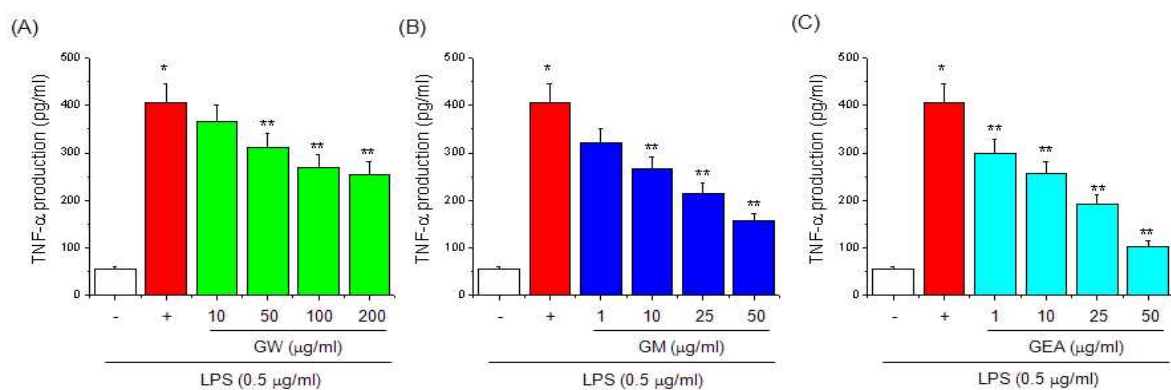 (A)
TNF-α production (pg/ml)
500
400
300
200
100
0
*
**
**
**
- + 10 50 100 200
GW (μg/ml)
LPS (0.5 μg/ml)
(B)
TNF-α production (pg/ml)
500
400
300
200
100
0
*
**
**
**
- + 1 10 25 50
GM (μg/ml)
LPS (0.5 μg/ml)
(C)
TNF-α production (pg/ml)
500
400
300
200
100
0
*
**
**
**
**
- + 1 10 25 50
GEA (μg/ml)
LPS (0.5 μg/ml)